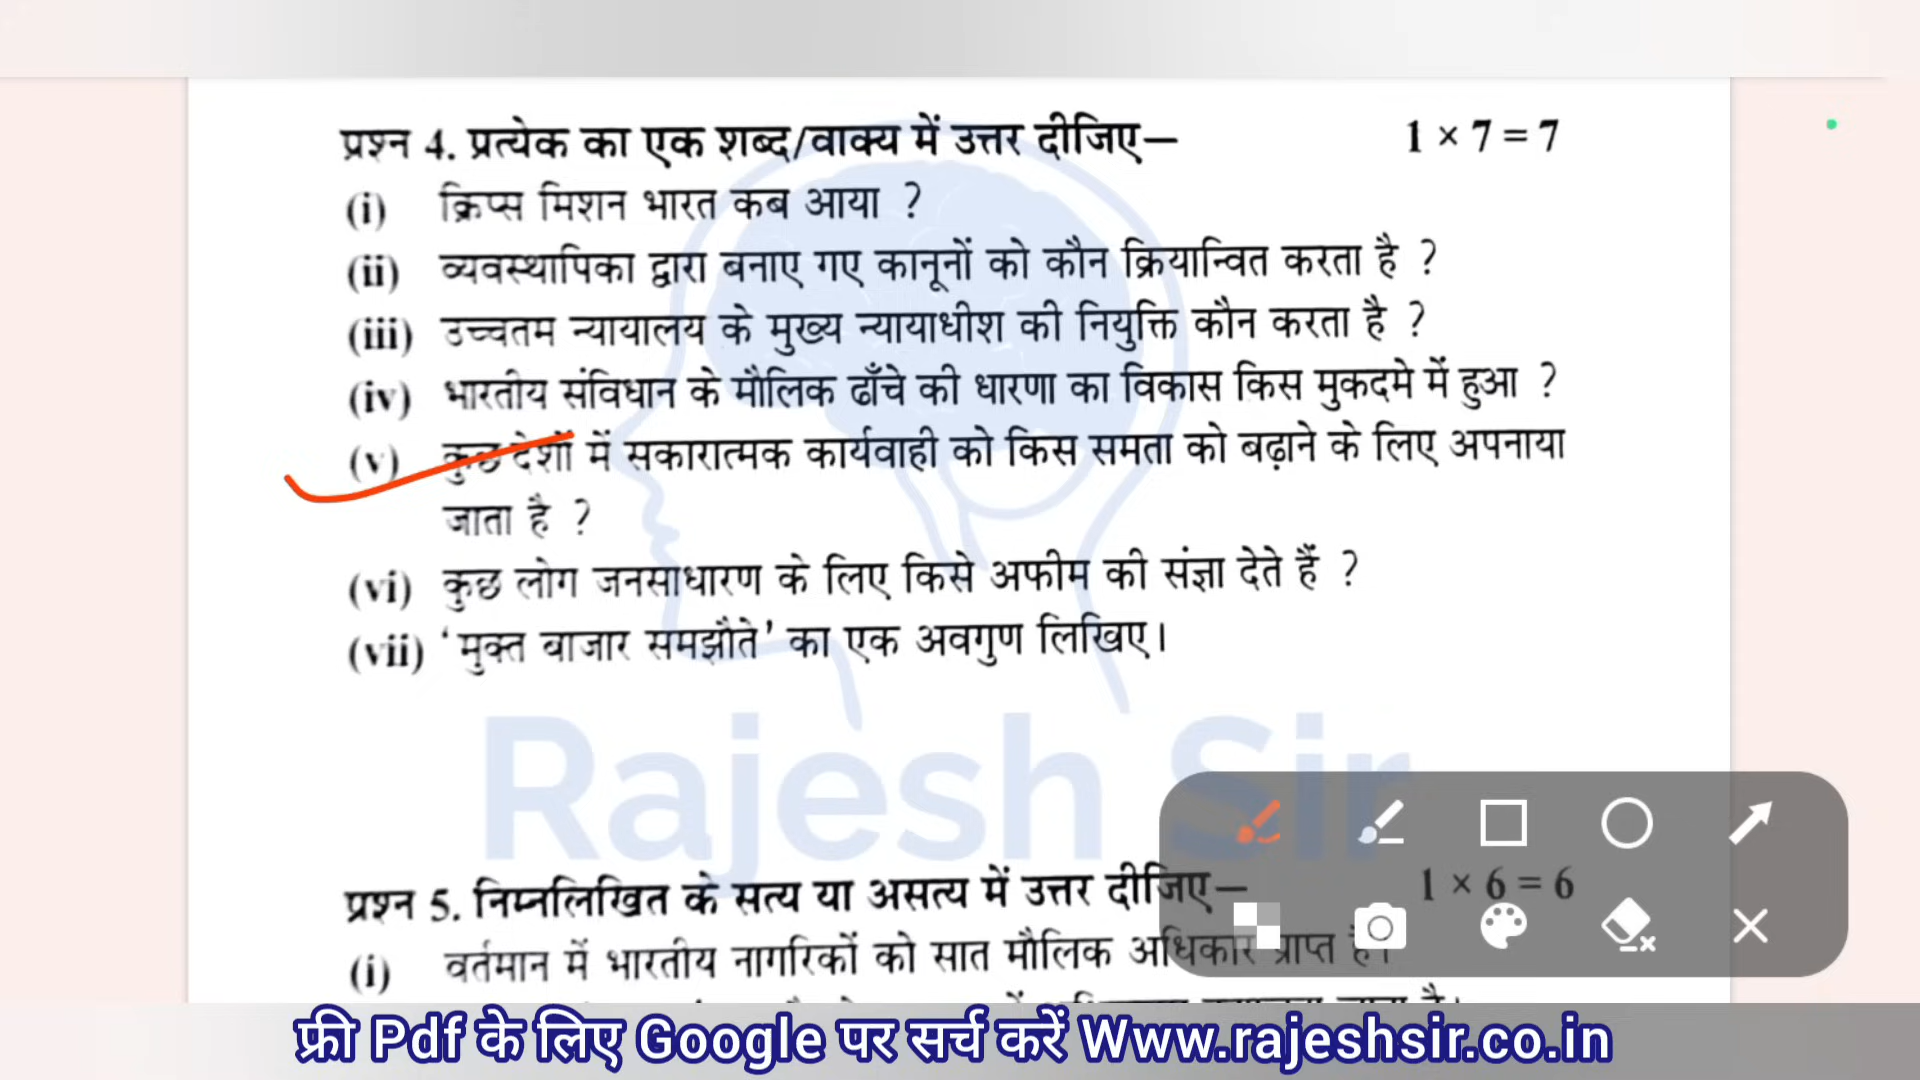 प्रश्न 4. प्रत्येक का एक शब्द/वाक्य में उत्तर दीजिए— 1 × 7 = 7
(i) क्रिप्स मिशन भारत कब आया ?
(ii) व्यवस्थापिका द्वारा बनाए गए कानूनों को कौन क्रियान्वित करता है ?
(iii) उच्चतम न्यायालय के मुख्य न्यायाधीश की नियुक्ति कौन करता है ?
(iv) भारतीय संविधान के मौलिक ढाँचे की धारणा का विकास किस मुकदमे में हुआ ?
(v) कुछ देशों में सकारात्मक कार्यवाही को किस समता को बढ़ाने के लिए अपनाया
जाता है ?
(vi) कुछ लोग जनसाधारण के लिए किसे अफीम की संज्ञा देते हैं ?
(vii) ‘मुक्त बाजार समझौते’ का एक अवगुण लिखिए।
Rajesh Sir
प्रश्न 5. निम्नलिखित के सत्य या असत्य में उत्तर दीजिए— 1 × 6 = 6
(i) वर्तमान में भारतीय नागरिकों को सात मौलिक अधिकार प्राप्त हैं।
फ्री Pdf के लिए Google पर सर्च करें Www.rajeshsir.co.in